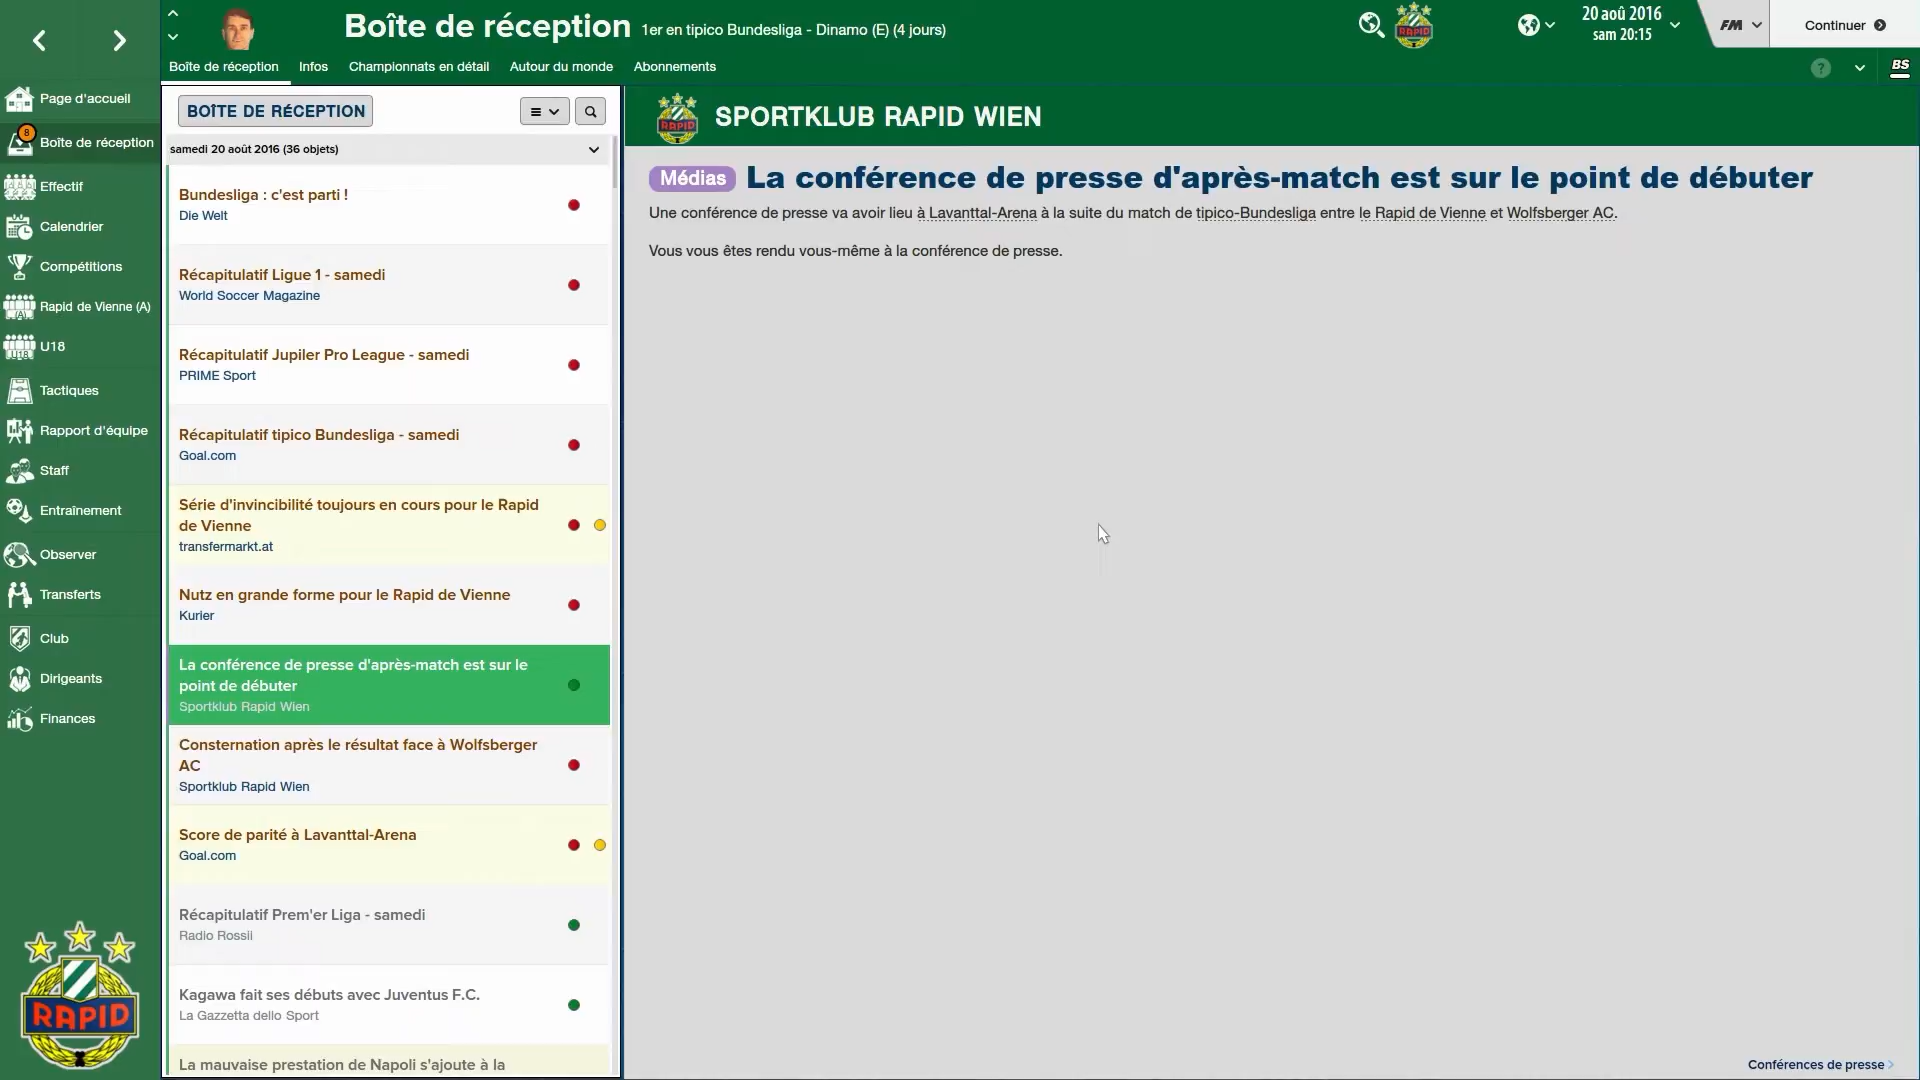 Boîte de réception 1er en tipico Bundesliga - Dinamo (E) (4 jours)
RAPID
20 aoû 2016
sam 20:15
FM
Continuer
Boîte de réception Infos Championnats en détail Autour du monde Abonnements
?
BS
Page d'accueil
8
Boîte de réception
Effectif
Calendrier
Compétitions
(A)
Rapid de Vienne (A)
U18
U18
Tactiques
Rapport d'équipe
Staff
Entraînement
Observer
Transferts
Club
Dirigeants
Finances
RAPID
BOÎTE DE RÉCEPTION
samedi 20 août 2016 (36 objets)
Bundesliga : c'est parti !
Die Welt
Récapitulatif Ligue 1 - samedi
World Soccer Magazine
Récapitulatif Jupiler Pro League - samedi
PRIME Sport
Récapitulatif tipico Bundesliga - samedi
Goal.com
Série d'invincibilité toujours en cours pour le Rapid
de Vienne
transfermarkt.at
Nutz en grande forme pour le Rapid de Vienne
Kurier
La conférence de presse d'après-match est sur le
point de débuter
Sportklub Rapid Wien
Consternation après le résultat face à Wolfsberger
AC
Sportklub Rapid Wien
Score de parité à Lavanttal-Arena
Goal.com
Récapitulatif Prem'er Liga - samedi
Radio Rossii
Kagawa fait ses débuts avec Juventus F.C.
La Gazzetta dello Sport
La mauvaise prestation de Napoli s'ajoute à la
RAPID
SPORTKLUB RAPID WIEN
Médias La conférence de presse d'après-match est sur le point de débuter
Une conférence de presse va avoir lieu à Lavanttal-Arena à la suite du match de tipico-Bundesliga entre le Rapid de Vienne et Wolfsberger AC.
Vous vous êtes rendu vous-même à la conférence de presse.
Conférences de presse